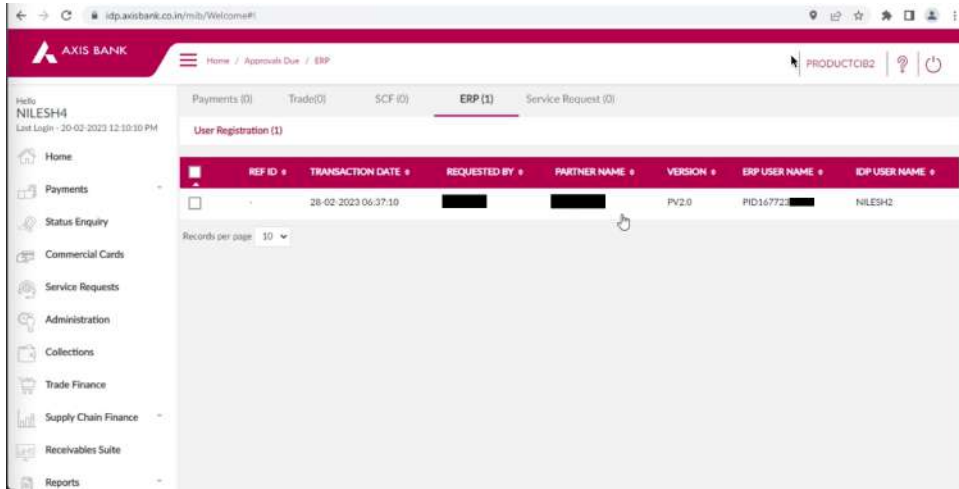 idp.axisbank.co.in/mib/Welcome#!
AXIS BANK
Home / Approvals Due / ERP
PRODUCTCIB2
Hello
NILESH4
Last Login - 20-02-2023 12:10:10 PM
Payments (0) Trade(0) SCF (0) ERP (1) Service Request (0)
User Registration (1)
REF ID TRANSACTION DATE REQUESTED BY PARTNER NAME VERSION ERP USER NAME IDP USER NAME
- 28-02-2023 06:37:10 PV2.0 PID167723 NILESH2
Records per page 10
Home
Payments
Status Enquiry
Commercial Cards
Service Requests
Administration
Collections
Trade Finance
Supply Chain Finance
Receivables Suite
Reports